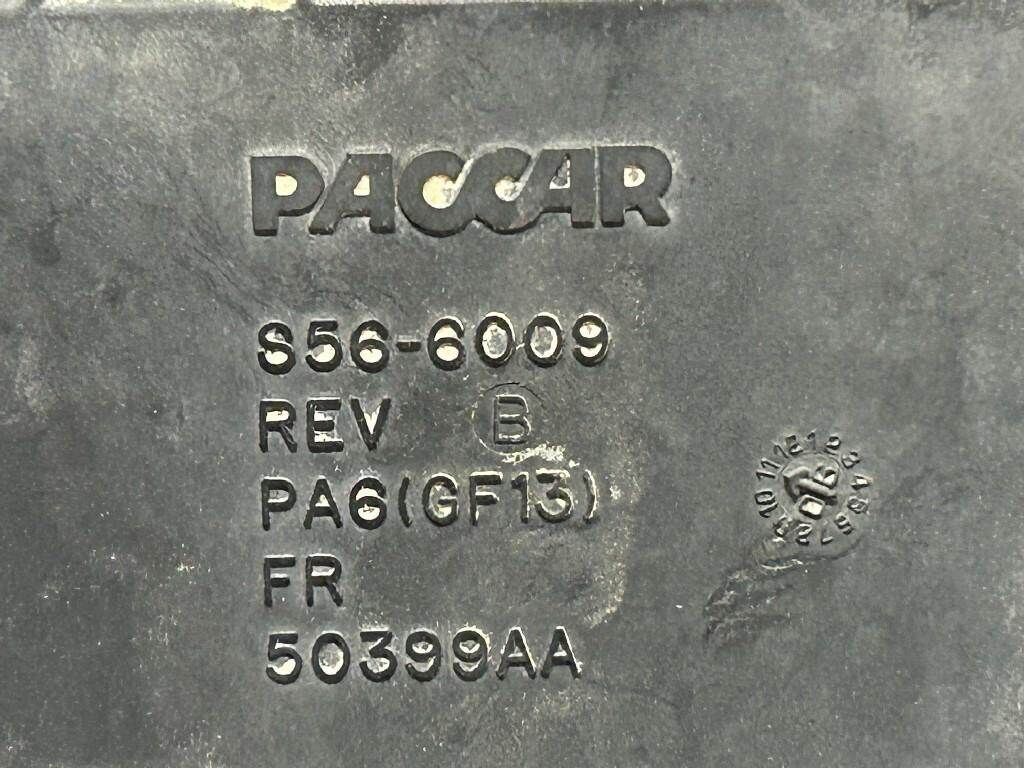 PACCAR
S56-6009
REV B
PA6(GF13)
FR
50399AA